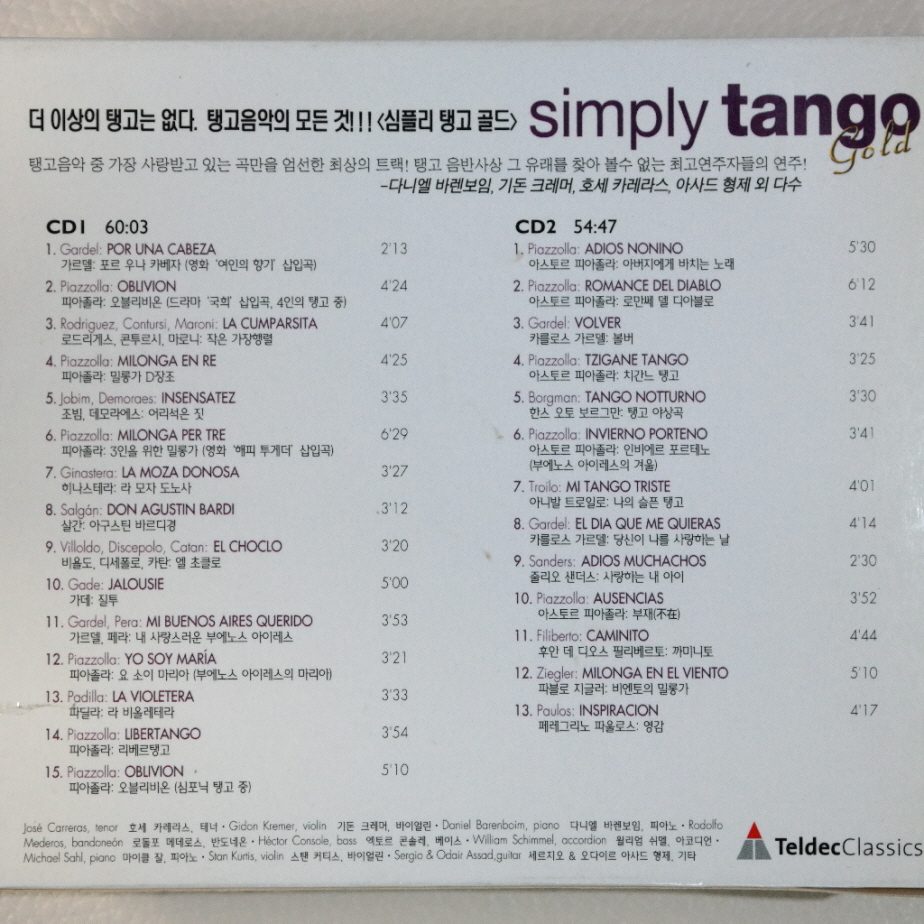 더 이상의 탱고는 없다. 탱고음악의 모든 것!!! <심플리 탱고 골드>
simply tango
Gold
탱고음악 중 가장 사랑받고 있는 곡만을 엄선한 최상의 트랙! 탱고 음반사상 그 유래를 찾아 볼수 없는 최고연주자들의 연주!
-다니엘 바렌보임, 기돈 크레머, 호세 카레라스, 아사드 형제 외 다수
CD1 60:03
1. Gardel: POR UNA CABEZA 2'13
가르델: 포르 우나 카베자 (영화 '여인의 향기' 삽입곡)
2. Piazzolla: OBLIVION 4'24
피아졸라: 오블리비온 (드라마 '국희' 삽입곡, 4인의 탱고 중)
3. Rodriguez, Contursi, Maroni: LA CUMPARSITA 4'07
로드리게스, 콘투르시, 마로니: 작은 가장행렬
4. Piazzolla: MILONGA EN RE 4'25
피아졸라: 밀롱가 D장조
5. Jobim, Demoraes: INSENSATEZ 3'35
조빔, 데모라에스: 어리석은 짓
6. Piazzolla: MILONGA PER TRE 6'29
피아졸라: 3인을 위한 밀롱가 (영화 '해피 투게더' 삽입곡)
7. Ginastera: LA MOZA DONOSA 3'27
히나스테라: 라 모자 도노사
8. Salgán: DON AGUSTIN BARDI 3'12
살간: 아구스틴 바르디경
9. Villoldo, Discepolo, Catan: EL CHOCLO 3'20
비욜도, 디세폴로, 카탄: 엘 초클로
10. Gade: JALOUSIE 5'00
가데: 질투
11. Gardel, Pera: MI BUENOS AIRES QUERIDO 3'53
가르델, 페라: 내 사랑스러운 부에노스 아이레스
12. Piazzolla: YO SOY MARÍA 3'21
피아졸라: 요 소이 마리아 (부에노스 아이레스의 마리아)
13. Padilla: LA VIOLETERA 3'33
파딜라: 라 비올레테라
14. Piazzolla: LIBERTANGO 3'54
피아졸라: 리베르탱고
15. Piazzolla: OBLIVION 5'10
피아졸라: 오블리비온 (심포닉 탱고 중)
CD2 54:47
1. Piazzolla: ADIOS NONINO 5'30
아스토르 피아졸라: 아버지에게 바치는 노래
2. Piazzolla: ROMANCE DEL DIABLO 6'12
아스토르 피아졸라: 로만쎄 델 디아블로
3. Gardel: VOLVER 3'41
카를로스 가르델: 볼버
4. Piazzolla: TZIGANE TANGO 3'25
아스토르 피아졸라: 치간느 탱고
5. Borgman: TANGO NOTTURNO 3'30
한스 오토 보르그만: 탱고 야상곡
6. Piazzolla: INVIERNO PORTENO 3'41
아스토르 피아졸라: 인비에르 포르테노
(부에노스 아이레스의 겨울)
7. Troilo: MI TANGO TRISTE 4'01
아니발 트로일로: 나의 슬픈 탱고
8. Gardel: EL DIA QUE ME QUIERAS 4'14
카를로스 가르델: 당신이 나를 사랑하는 날
9. Sanders: ADIOS MUCHACHOS 2'30
줄리오 샌더스: 사랑하는 내 아이
10. Piazzolla: AUSENCIAS 3'52
아스토르 피아졸라: 부재(不在)
11. Filiberto: CAMINITO 4'44
후안 데 디오스 필리베르토: 까미니토
12. Ziegler: MILONGA EN EL VIENTO 5'10
파블로 지글러: 비엔토의 밀롱가
13. Paulos: INSPIRACION 4'17
페레그리노 파울로스: 영감
José Carreras, tenor 호세 카레라스, 테너 · Gidon Kremer, violin 기돈 크레머, 바이얼린 · Daniel Barenboim, piano 다니엘 바렌보임, 피아노 · Rodolfo
Mederos, bandoneón 로돌포 메데로스, 반도네온 · Héctor Console, bass 엑토르 콘솔레, 베이스 · William Schimmel, accordion 윌리엄 쉬멜, 아코디언 ·
Michael Sahl, piano 마이클 잘, 피아노 · Stan Kurtis, violin 스탠 커티스, 바이얼린 · Sergio & Odair Assad,guitar 세르지오 & 오다이르 아사드 형제, 기타
TeldecClassics